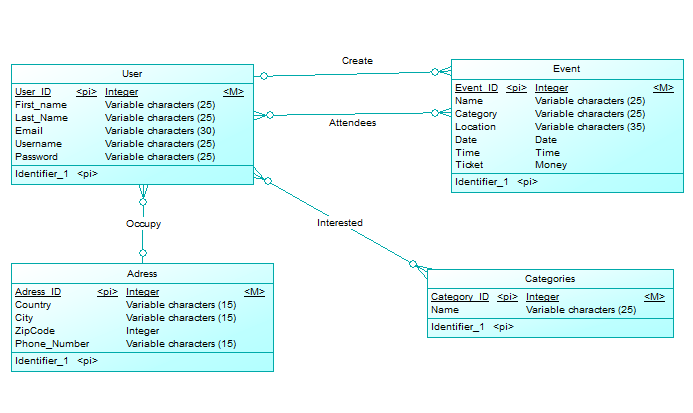 Create
User
User_ID <pi> Integer <M>
First_name Variable characters (25)
Last_Name Variable characters (25)
Email Variable characters (30)
Username Variable characters (25)
Password Variable characters (25)
Identifier_1 <pi>
Event
Event_ID <pi> Integer <M>
Name Variable characters (25)
Category Variable characters (25)
Location Variable characters (35)
Date Date
Time Time
Ticket Money
Identifier_1 <pi>
Attendees
Occupy
Interested
Adress
Adress_ID <pi> Integer <M>
Country Variable characters (15)
City Variable characters (15)
ZipCode Integer
Phone_Number Variable characters (15)
Identifier_1 <pi>
Categories
Category_ID <pi> Integer <M>
Name Variable characters (25)
Identifier_1 <pi>